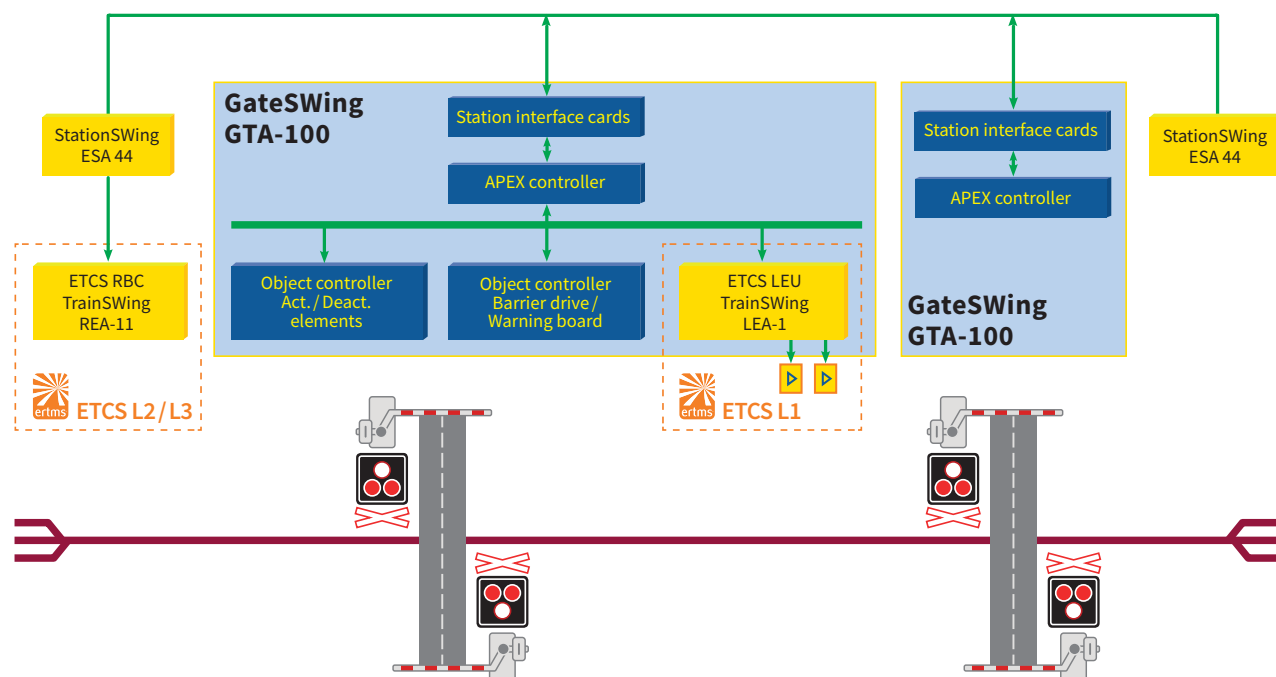 StationSWing
ESA 44
GateSWing
GTA-100
Station interface cards
APEX controller
Station interface cards
APEX controller
GateSWing
GTA-100
StationSWing
ESA 44
ETCS RBC
TrainSWing
REA-11
ertms
ETCS L2/L3
Object controller
Act./Deact.
elements
Object controller
Barrier drive/
Warning board
ETCS LEU
TrainSWing
LEA-1
ertms
ETCS L1